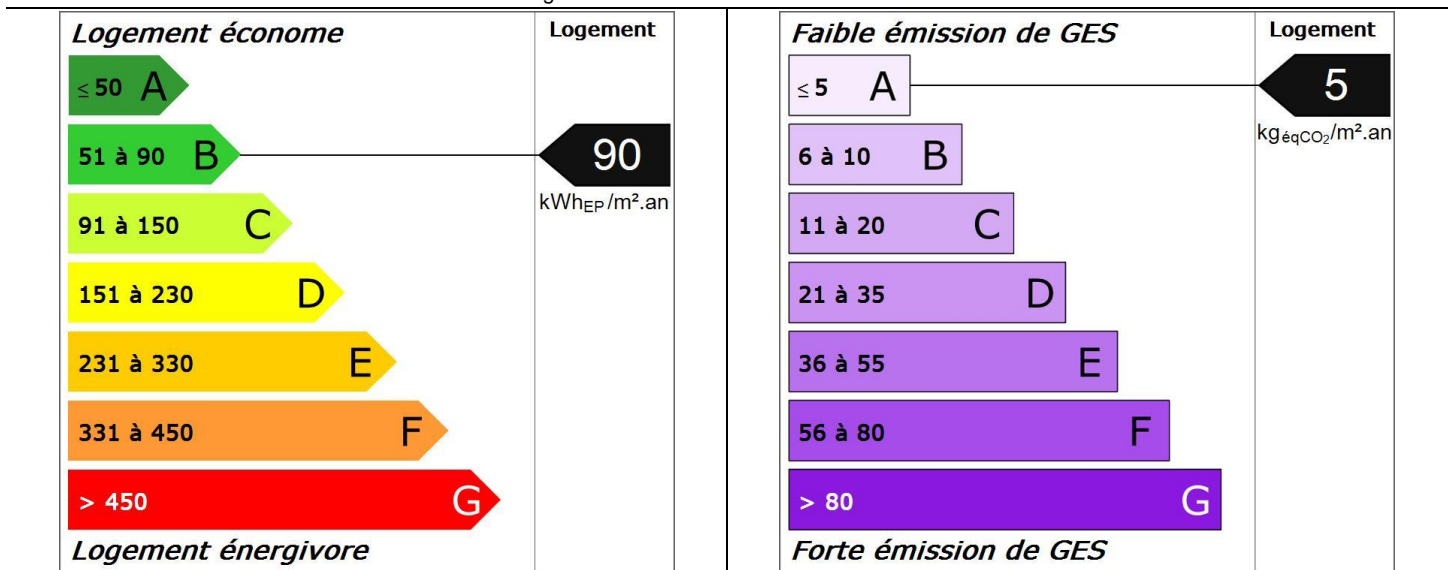 Logement économe
Logement
≤ 50 A
51 à 90 B
90
kWhEP/m².an
91 à 150 C
151 à 230 D
231 à 330 E
331 à 450 F
> 450 G
Logement énergivore
Faible émission de GES
Logement
≤ 5 A
5
kgéqCO₂/m².an
6 à 10 B
11 à 20 C
21 à 35 D
36 à 55 E
56 à 80 F
> 80 G
Forte émission de GES